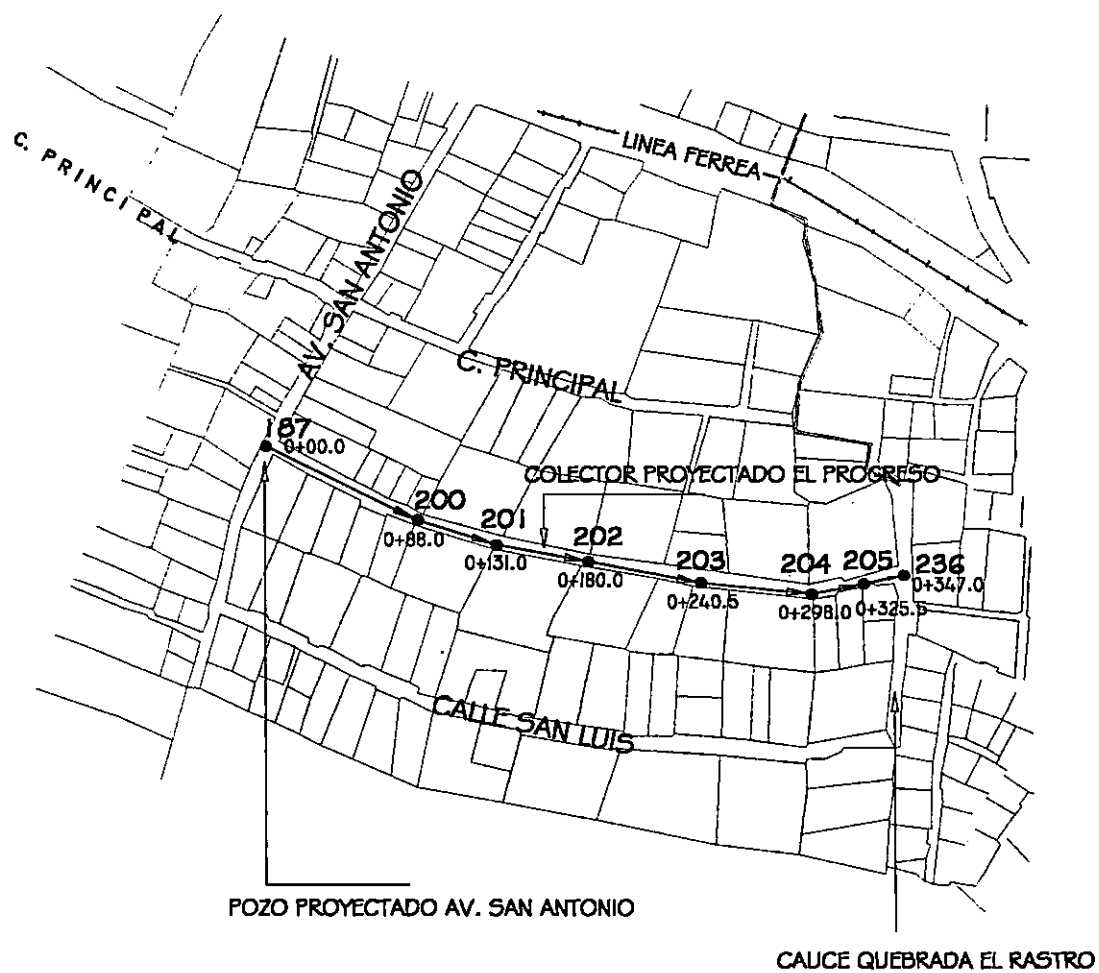 LINEA FERREA
C. PRINCIPAL
AV. SAN ANTONIO
C. PRINCIPAL
187
0+00.0
COLECTOR PROYECTADO EL PROGRESO
200
0+88.0
201
0+131.0
202
0+180.0
203
0+240.5
204
0+298.0
205
0+325.5
236
0+347.0
CALLE SAN LUIS
POZO PROYECTADO AV. SAN ANTONIO
CAUCE QUEBRADA EL RASTRO